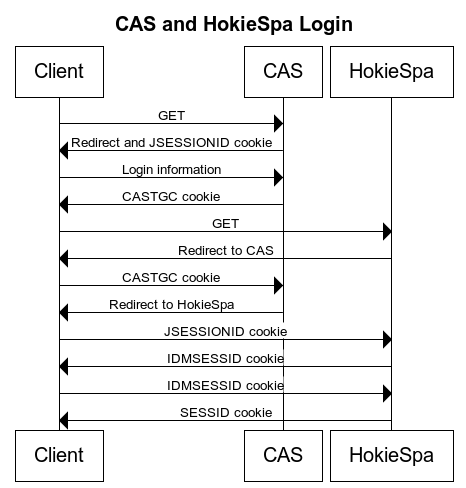 CAS and HokieSpa Login
Client CAS HokieSpa
GET
Redirect and JSESSIONID cookie
Login information
CASTGC cookie
GET
Redirect to CAS
CASTGC cookie
Redirect to HokieSpa
JSESSIONID cookie
IDMSESSID cookie
IDMSESSID cookie
SESSID cookie
Client CAS HokieSpa